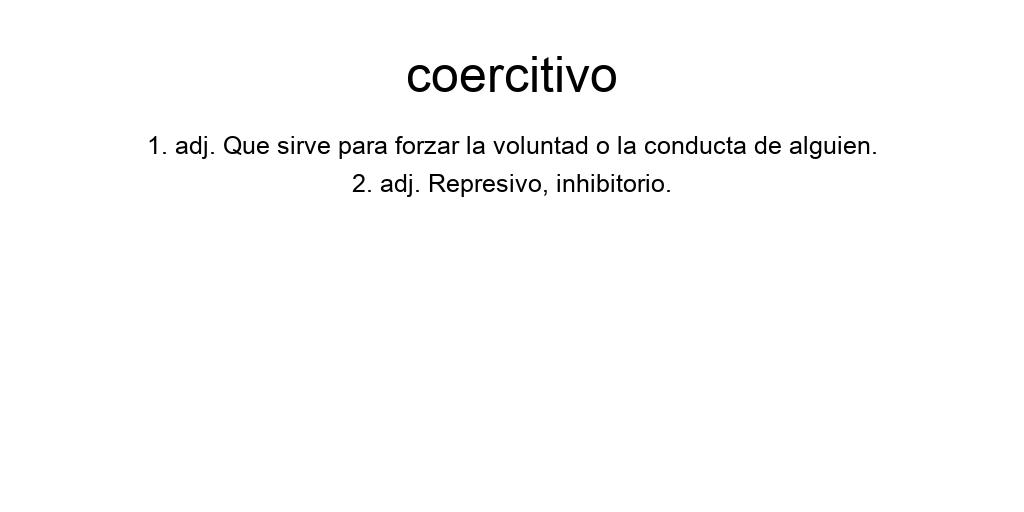 coercitivo
1. adj. Que sirve para forzar la voluntad o la conducta de alguien.
2. adj. Represivo, inhibitorio.